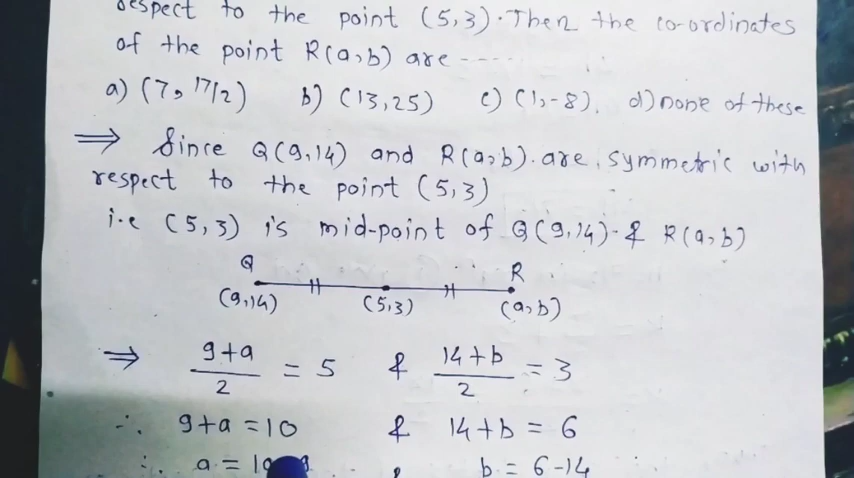 respect to the point (5,3). Then the co-ordinates
of the point R(a,b) are ----
a) (7, 17/2) b) (13,25) c) (1,-8). d) none of these
⇒ Since Q(9,14) and R(a,b). are symmetric with
respect to the point (5,3)
i.e (5,3) is mid-point of Q(9,14) & R(a,b)
Q R
(9,14) (5,3) (a,b)
⇒ 9+a/2 = 5 & 14+b/2 = 3
∴ 9+a = 10 & 14+b = 6
∴ a = 10 & b = 6-14